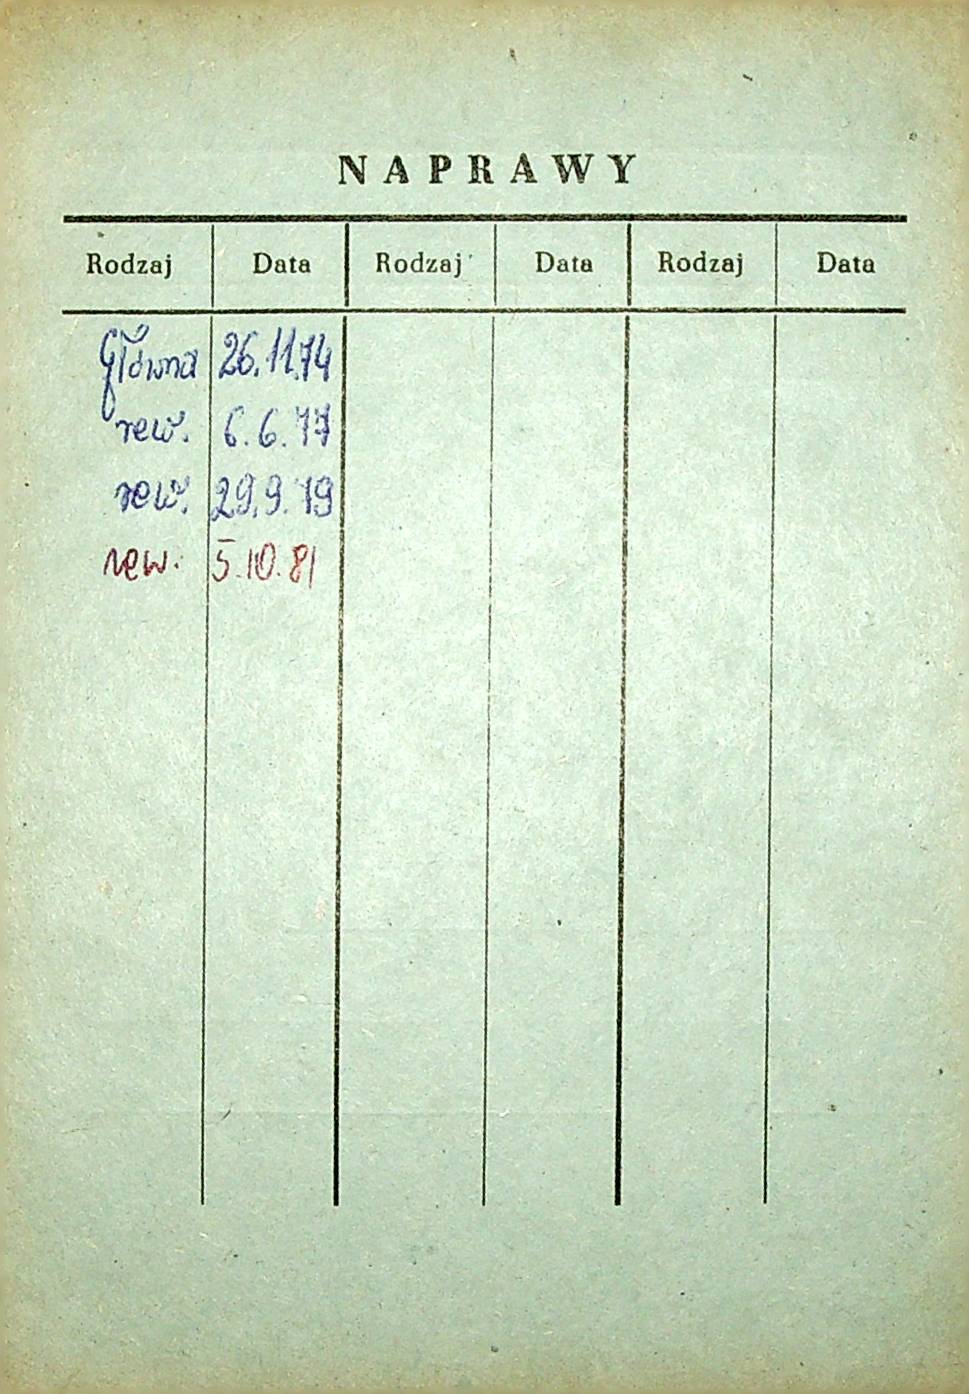 NAPRAWY
Rodzaj Data Rodzaj Data Rodzaj Data
Główna 26.11.74
rew. 6.6.77
rew. 29.9.79
rew. 5.10.81